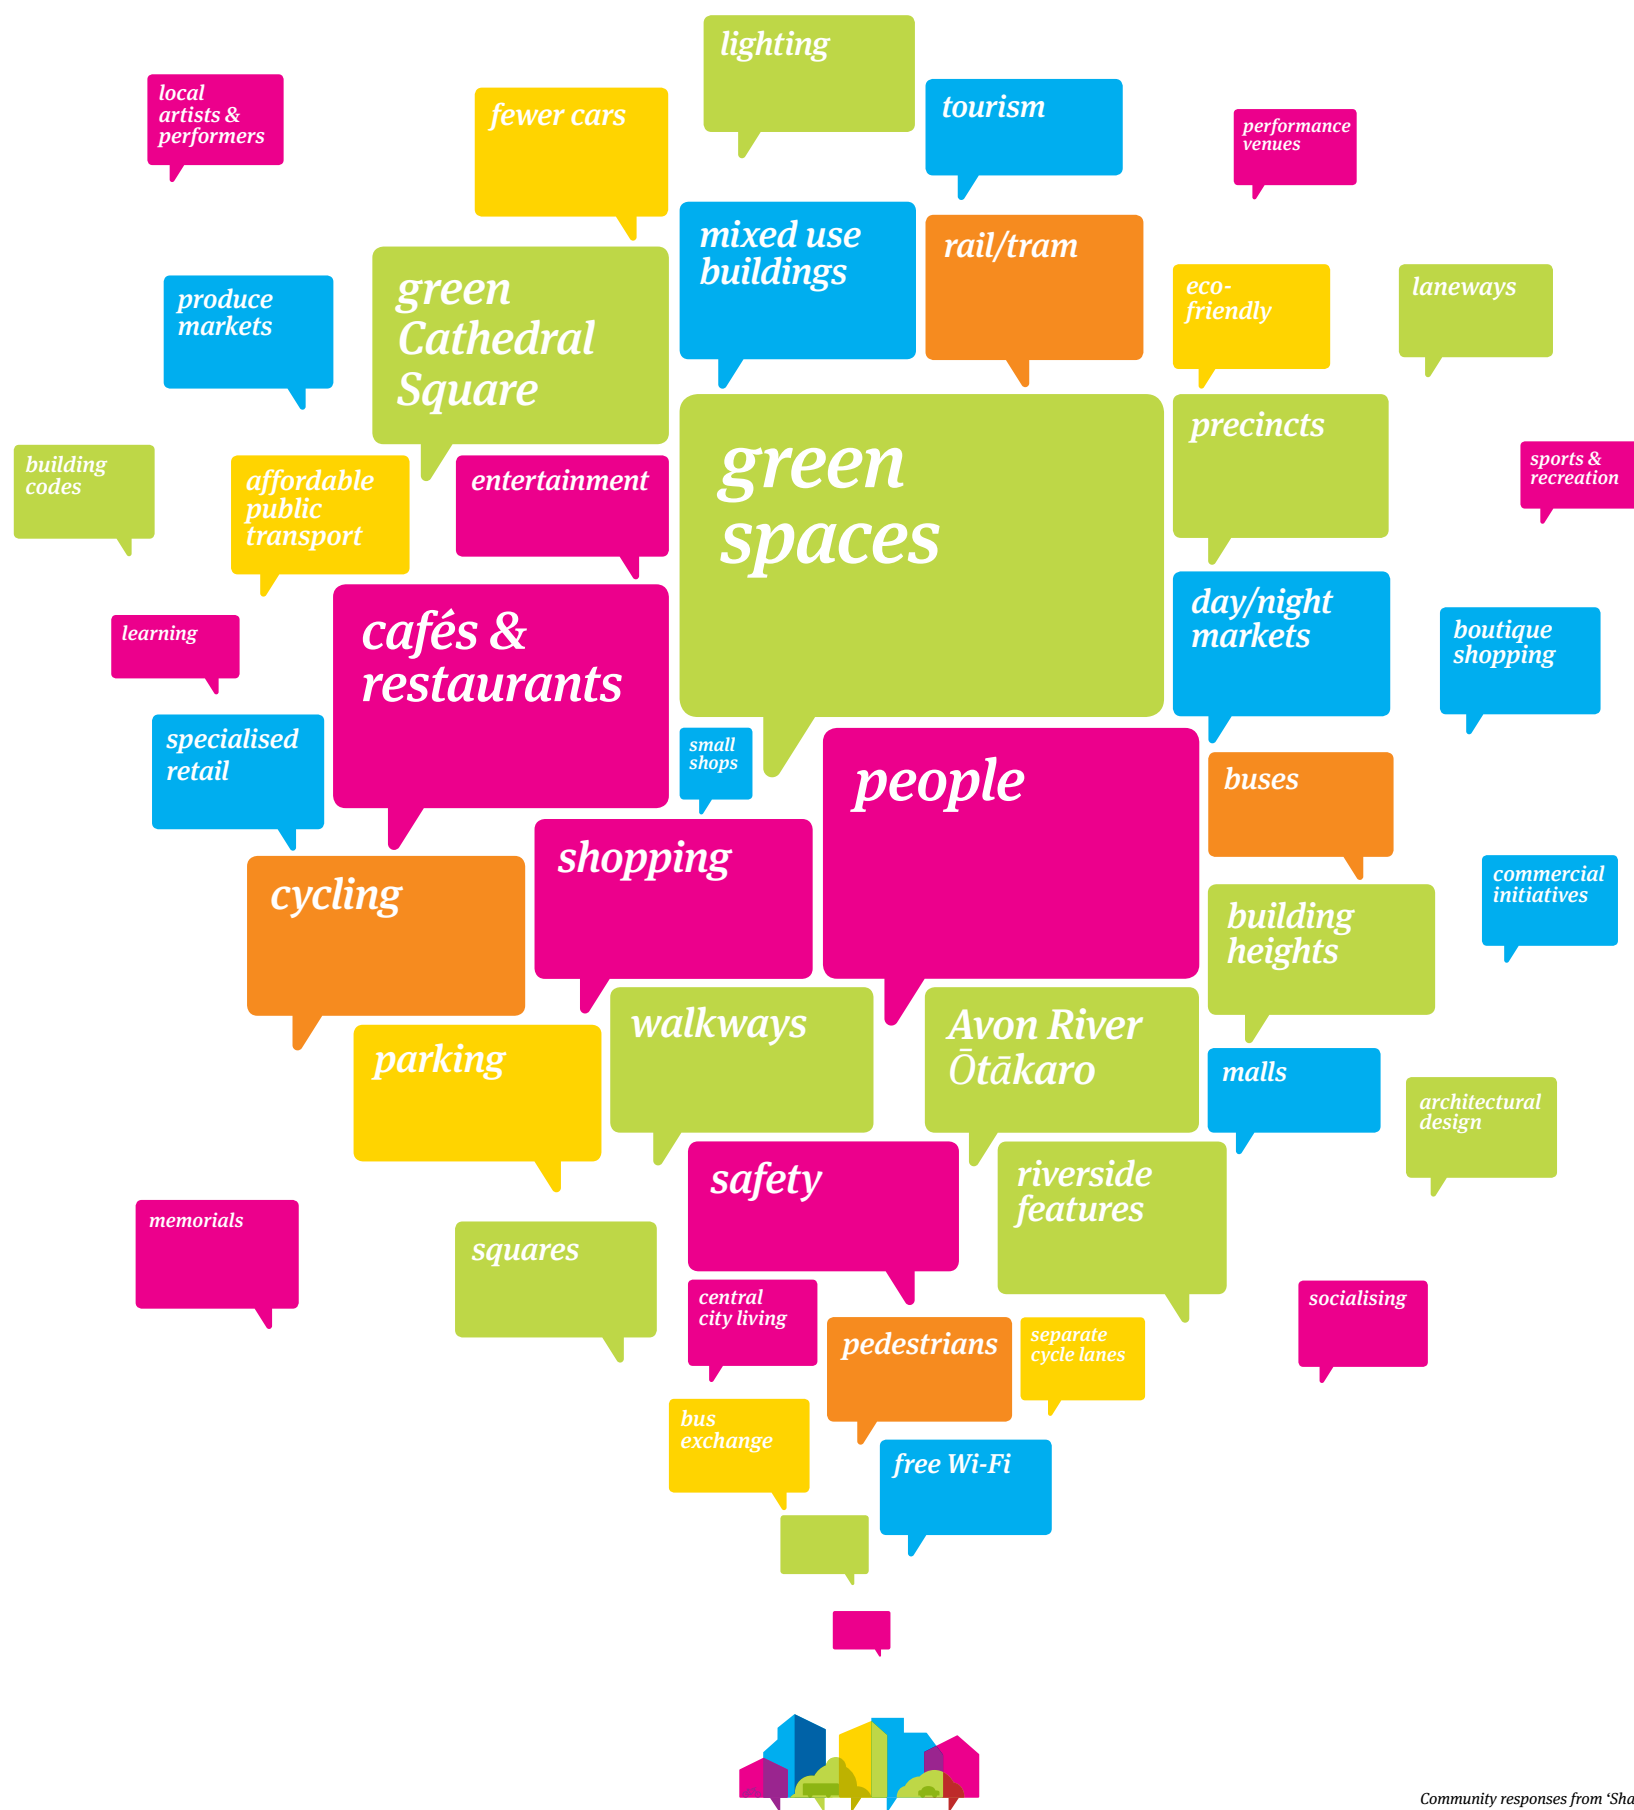 lighting
local
artists &
performers
fewer cars
tourism
performance
venues
mixed use
buildings
rail/tram
green
Cathedral
Square
produce
markets
eco-
friendly
laneways
precincts
green
spaces
building
codes
affordable
public
transport
entertainment
sports &
recreation
day/night
markets
cafés &
restaurants
learning
boutique
shopping
specialised
retail
small
shops
people
buses
shopping
cycling
commercial
initiatives
building
heights
walkways
Avon River
Ōtākaro
parking
malls
architectural
design
safety
riverside
features
memorials
squares
central
city living
socialising
pedestrians
separate
cycle lanes
bus
exchange
free Wi-Fi
Community responses from ‘Sha